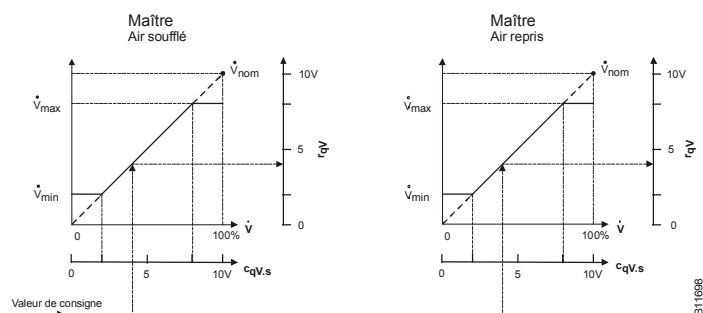 Maître
Air soufflé
V̇nom
10V
V̇max
5
rqV
V̇min
0
0
100%
V̇
0
5
10V
cqV.s
Valeur de consigne
Maître
Air repris
V̇nom
10V
V̇max
5
rqV
V̇min
0
0
100%
V̇
0
5
10V
cqV.s